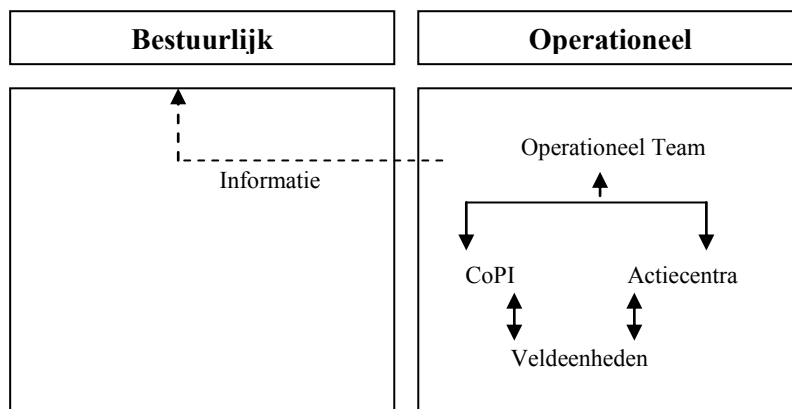 Bestuurlijk
Operationeel
Operationeel Team
Informatie
CoPI
Actiecentra
Veldeenheden